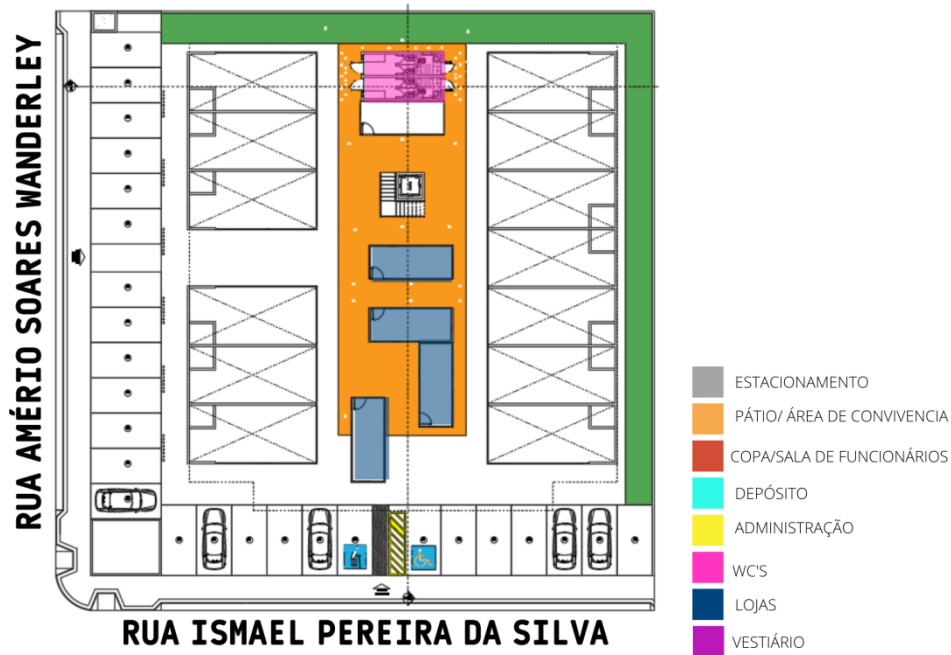 RUA AMÉRIO SOARES WANDERLEY
RUA ISMAEL PEREIRA DA SILVA
ESTACIONAMENTO
PÁTIO/ ÁREA DE CONVIVENCIA
COPA/SALA DE FUNCIONÁRIOS
DEPÓSITO
ADMINISTRAÇÃO
WC'S
LOJAS
VESTIÁRIO